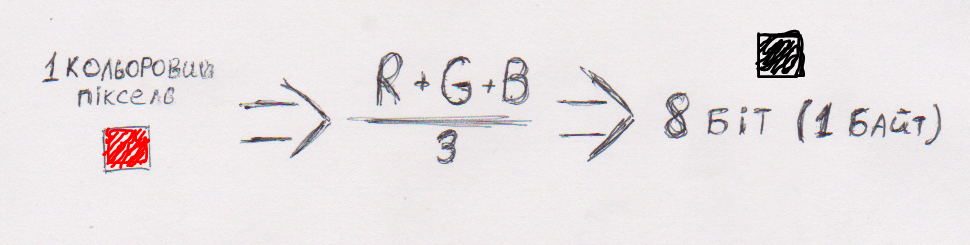 1 кольоровий
піксель
⇒
R + G + B
3
⇒
8 біт (1 байт)